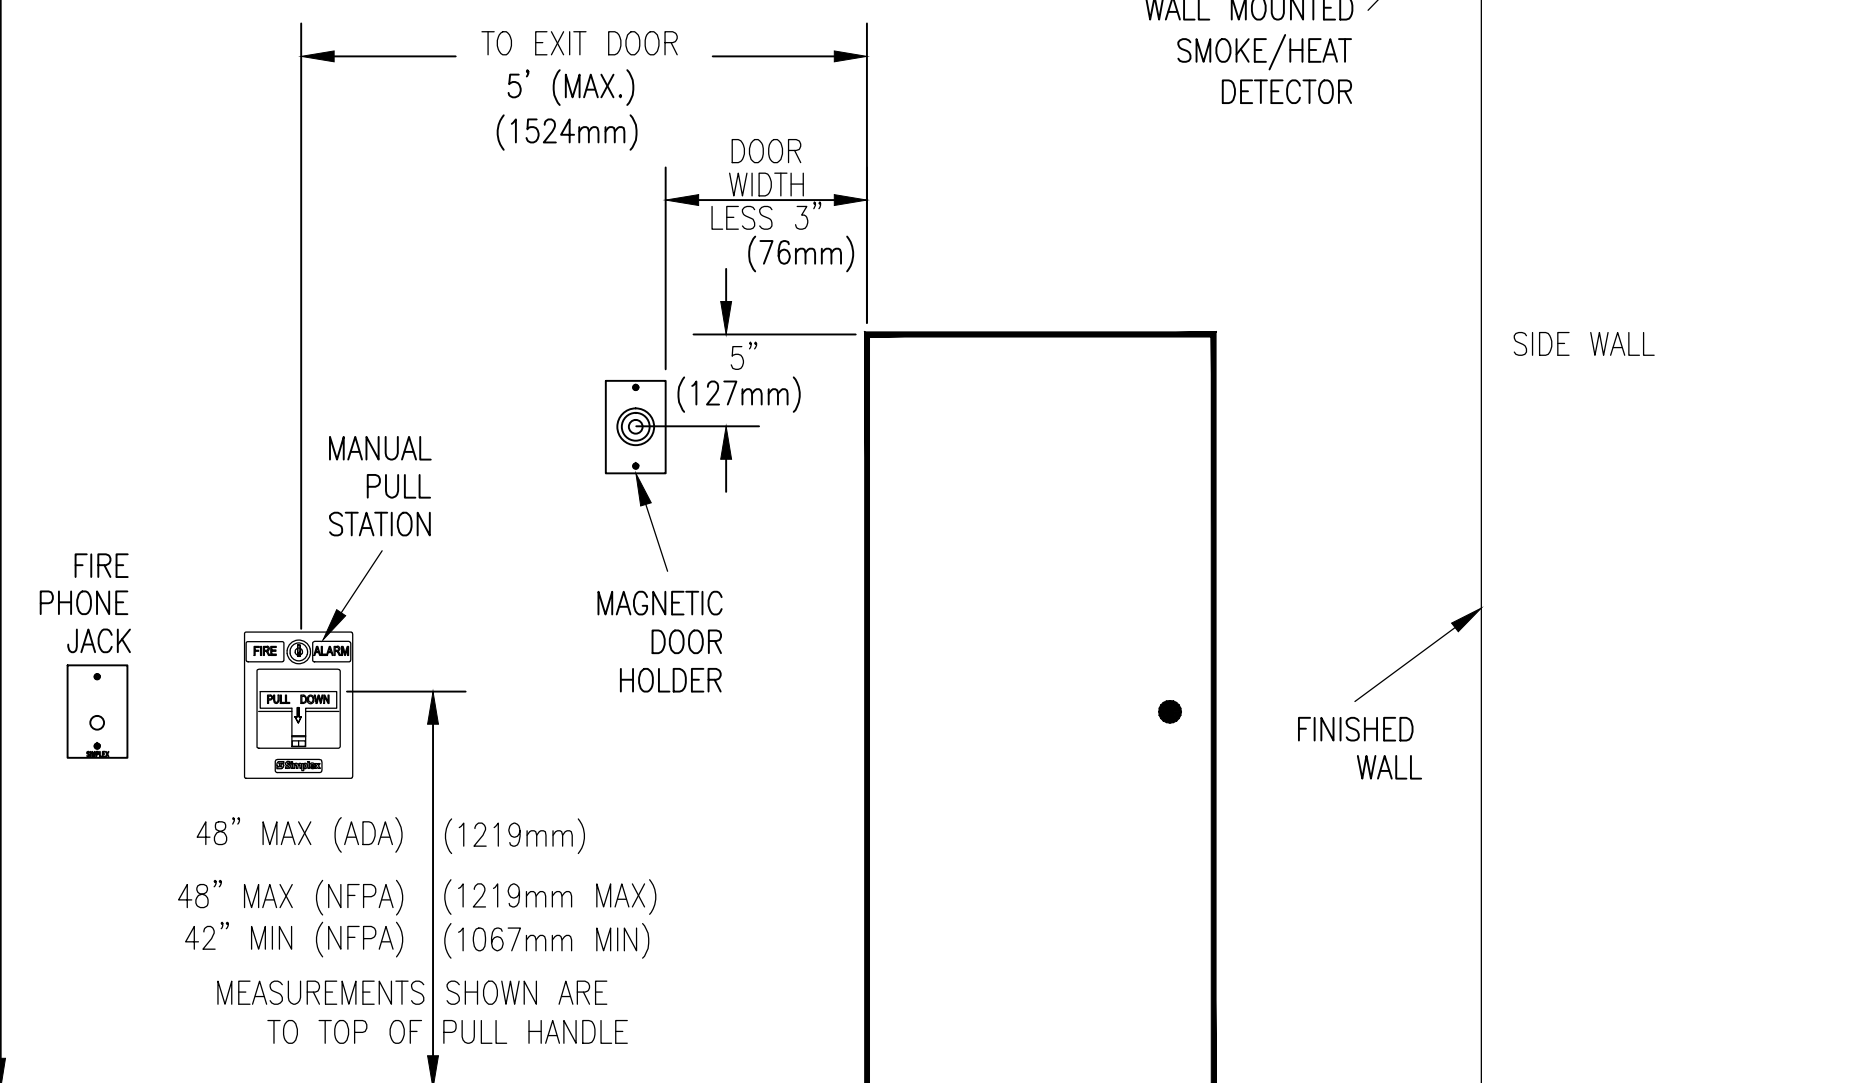 TO EXIT DOOR
5' (MAX.)
(1524mm)
WALL MOUNTED
SMOKE/HEAT
DETECTOR
DOOR
WIDTH
LESS 3"
(76mm)
5"
(127mm)
SIDE WALL
MANUAL
PULL
STATION
FIRE
PHONE
JACK
MAGNETIC
DOOR
HOLDER
FIRE ALARM
PULL DOWN
Simplex
SIMPLEX
FINISHED
WALL
48" MAX (ADA) (1219mm)
48" MAX (NFPA) (1219mm MAX)
42" MIN (NFPA) (1067mm MIN)
MEASUREMENTS SHOWN ARE
TO TOP OF PULL HANDLE